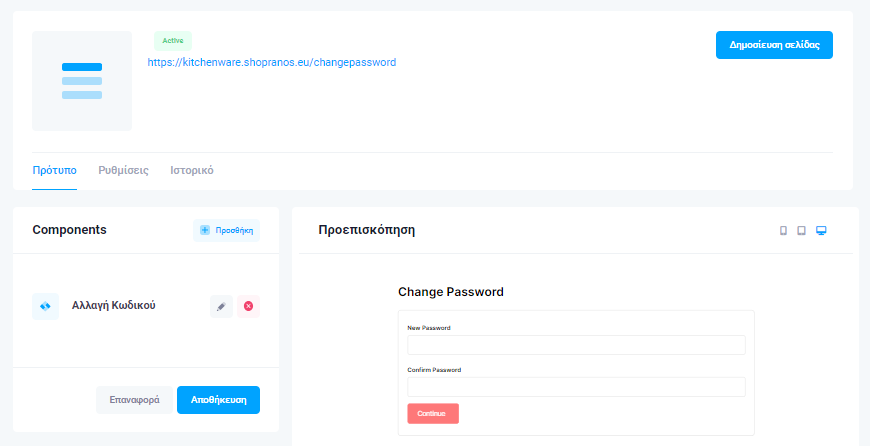 Active
https://kitchenware.shopranos.eu/changepassword
Δημοσίευση σελίδας
Πρότυπο Ρυθμίσεις Ιστορικό
Components
Προσθήκη
Αλλαγή Κωδικού
Επαναφορά Αποθήκευση
Προεπισκόπηση
Change Password
New Password
Confirm Password
Continue